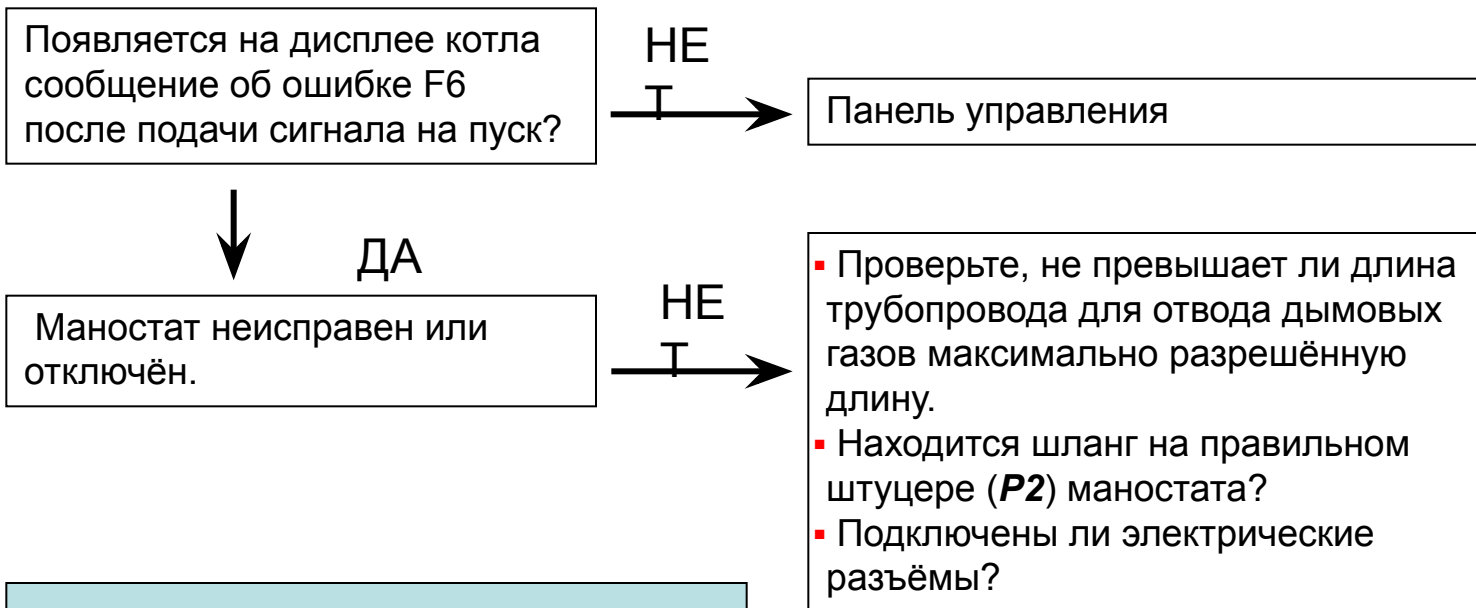 Появляется на дисплее котла
сообщение об ошибке F6
после подачи сигнала на пуск?
НЕ
Т
Панель управления
ДА
Маностат неисправен или
отключён.
НЕ
Т
▪ Проверьте, не превышает ли длина
трубопровода для отвода дымовых
газов максимально разрешённую
длину.
▪ Находится шланг на правильном
штуцере (P2) маностата?
▪ Подключены ли электрические
разъёмы?